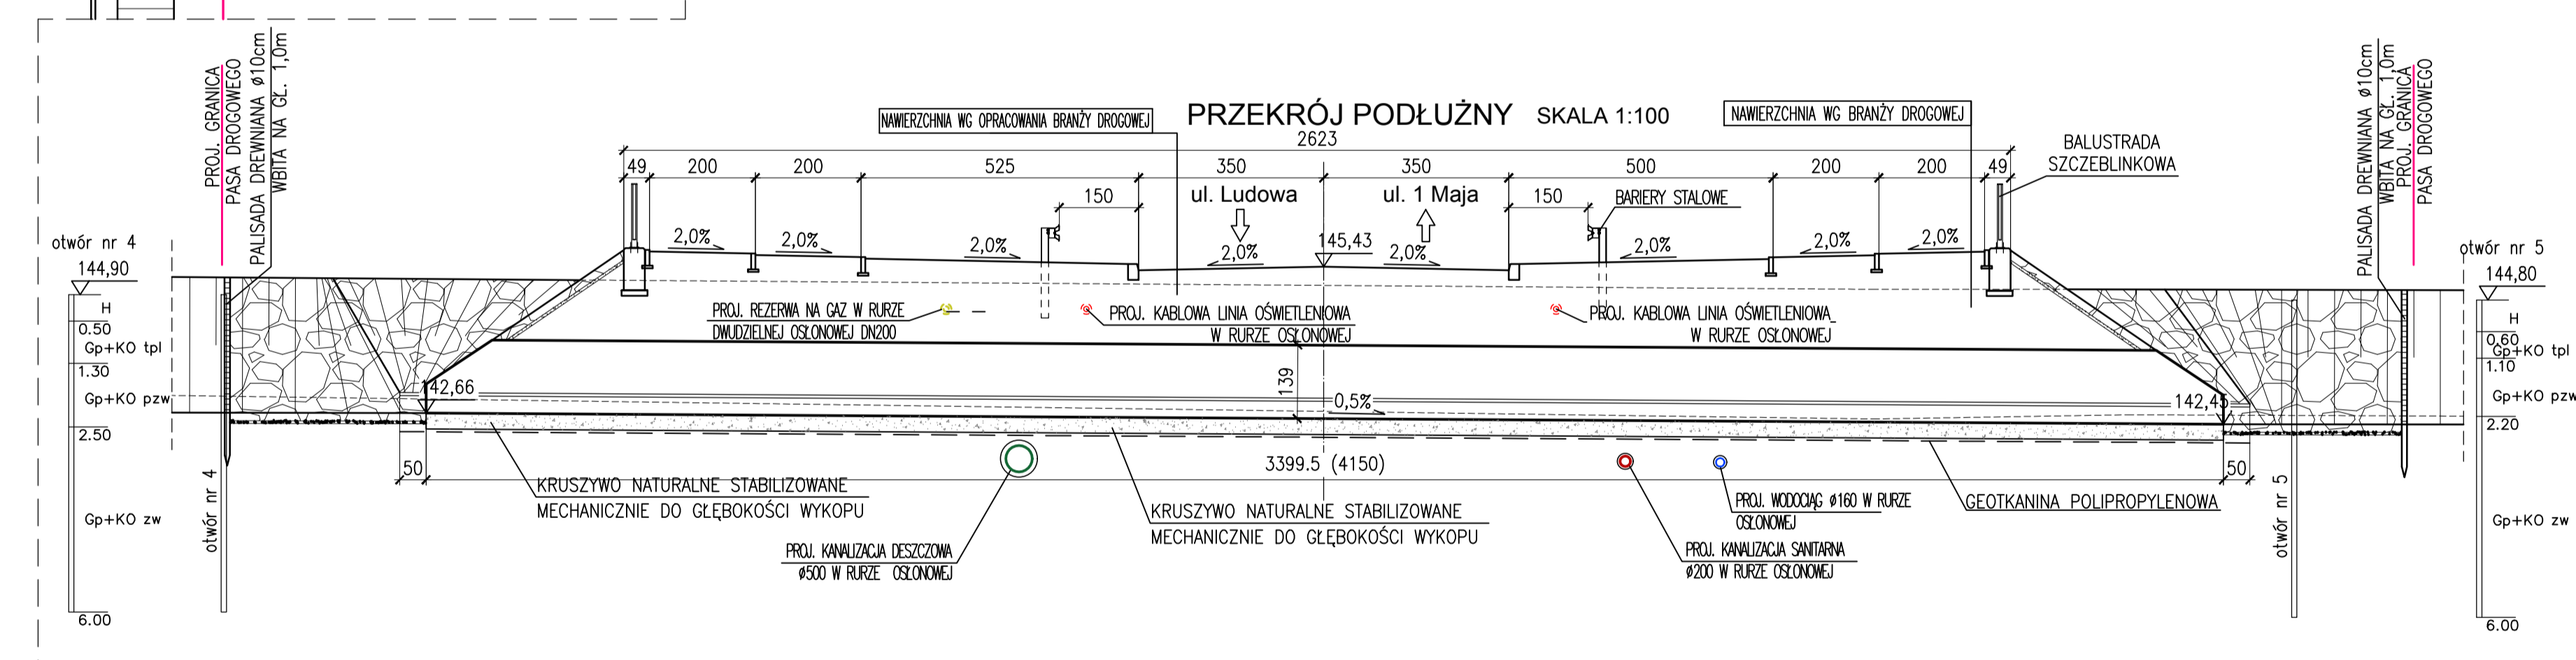 PROJ. GRANICA
PASA DROGOWEGO
PALISADA DREWNIANA ø10cm
WBITA NA GŁ. 1,0m
NAWIERZCHNIA WG OPRACOWANIA BRANŻY DROGOWEJ
PRZEKRÓJ PODŁUŻNY SKALA 1:100
NAWIERZCHNIA WG BRANŻY DROGOWEJ
BALUSTRADA
SZCZEBLINKOWA
PALISADA DREWNIANA ø10cm
WBITA NA GŁ. 1,0m
PROJ. GRANICA
PASA DROGOWEGO
2623
49 200 200 525 350 350 500 200 200 49
150 ul. Ludowa ul. 1 Maja 150 BARIERY STALOWE
otwór nr 4
144,90
2,0% 2,0% 2,0% 2,0% 145,43 2,0% 2,0% 2,0% 2,0%
otwór nr 5
144,80
H
0.50
Gp+KO tpl
1.30
Gp+KO pzw
2.50
Gp+KO zw
6.00
otwór nr 4
PROJ. REZERWA NA GAZ W RURZE
DWUDZIELNEJ OSŁONOWEJ DN200
PROJ. KABLOWA LINIA OŚWIETLENIOWA
W RURZE OSŁONOWEJ
PROJ. KABLOWA LINIA OŚWIETLENIOWA
W RURZE OSŁONOWEJ
142,66
139
0,5%
142,45
50
3399.5 (4150)
50
KRUSZYWO NATURALNE STABILIZOWANE
MECHANICZNIE DO GŁĘBOKOŚCI WYKOPU
KRUSZYWO NATURALNE STABILIZOWANE
MECHANICZNIE DO GŁĘBOKOŚCI WYKOPU
PROJ. KANALIZACJA DESZCZOWA
ø500 W RURZE OSŁONOWEJ
PROJ. KANALIZACJA SANITARNA
ø200 W RURZE OSŁONOWEJ
PROJ. WODOCIĄG ø160 W RURZE
OSŁONOWEJ
GEOTKANINA POLIPROPYLENOWA
otwór nr 5
H
0.60
Gp+KO tpl
1.10
Gp+KO pzw
2.20
Gp+KO zw
6.00